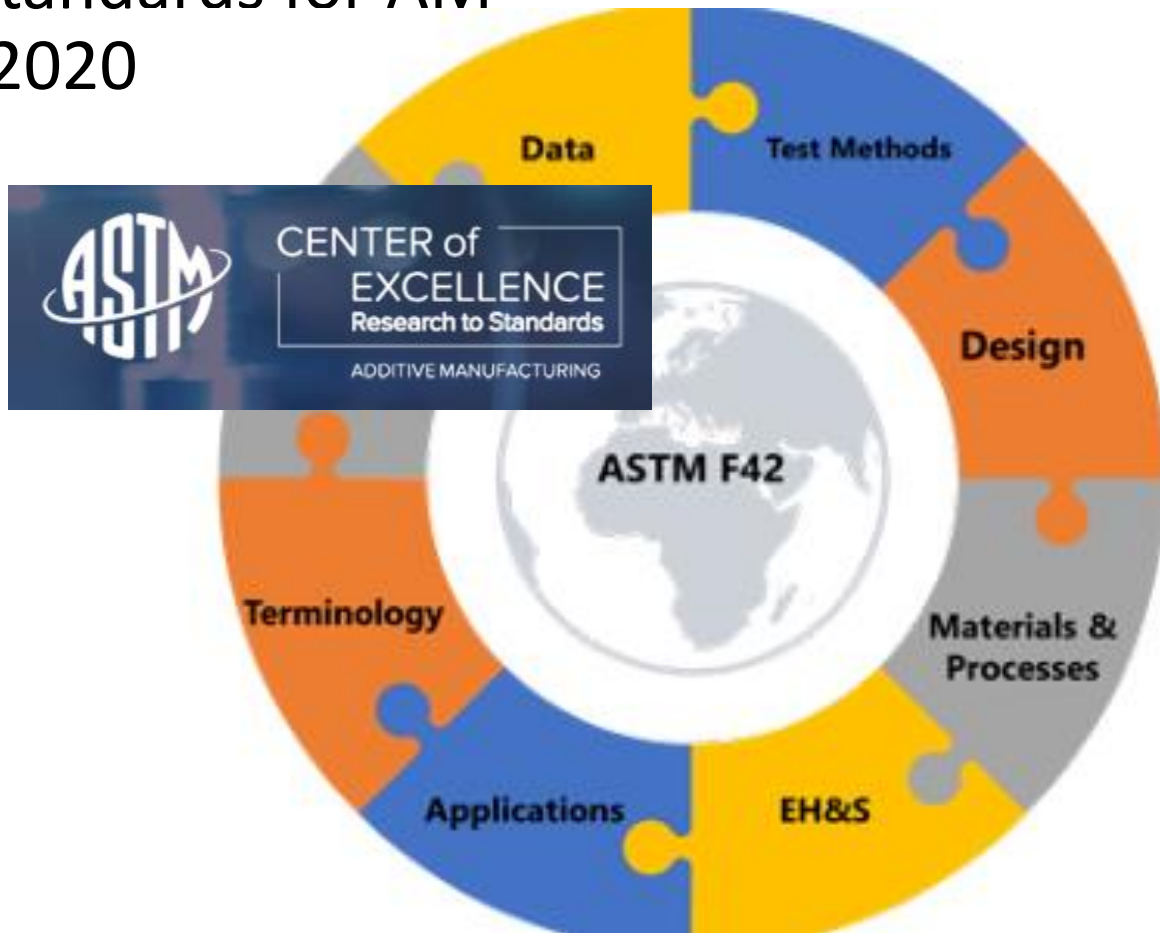 2020
Data
Test Methods
ASTM
CENTER of
EXCELLENCE
Research to Standards
ADDITIVE MANUFACTURING
Design
ASTM F42
Terminology
Materials &
Processes
Applications
EH&S